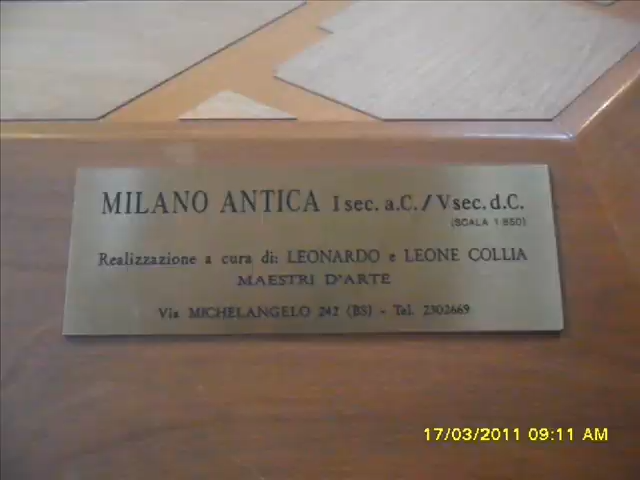 MILANO ANTICA I sec. a.C. / V sec. d.C.
(SCALA 1:850)
Realizzazione a cura di: LEONARDO e LEONE COLLIA
MAESTRI D'ARTE
Via MICHELANGELO 242 (BS) - Tel. 2302669
17/03/2011 09:11 AM